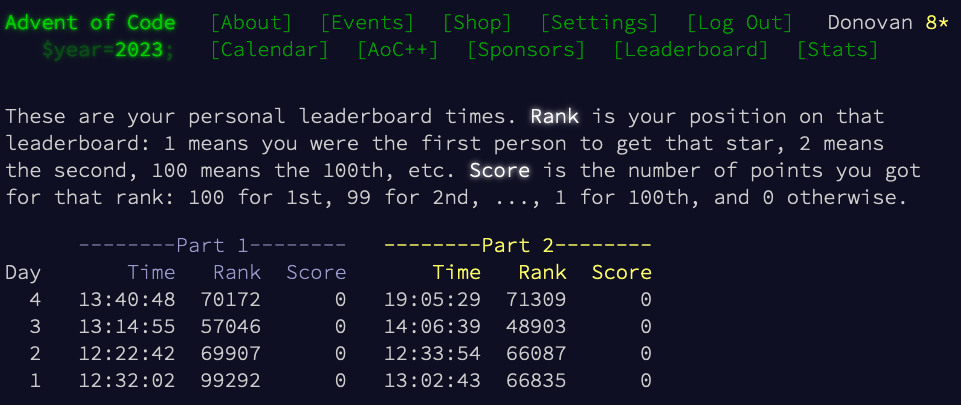 Advent of Code [About] [Events] [Shop] [Settings] [Log Out] Donovan 8*
$year=2023; [Calendar] [AoC++] [Sponsors] [Leaderboard] [Stats]
These are your personal leaderboard times. Rank is your position on that
leaderboard: 1 means you were the first person to get that star, 2 means
the second, 100 means the 100th, etc. Score is the number of points you got
for that rank: 100 for 1st, 99 for 2nd, ..., 1 for 100th, and 0 otherwise.
--------Part 1-------- --------Part 2--------
Day Time Rank Score Time Rank Score
4 13:40:48 70172 0 19:05:29 71309 0
3 13:14:55 57046 0 14:06:39 48903 0
2 12:22:42 69907 0 12:33:54 66087 0
1 12:32:02 99292 0 13:02:43 66835 0